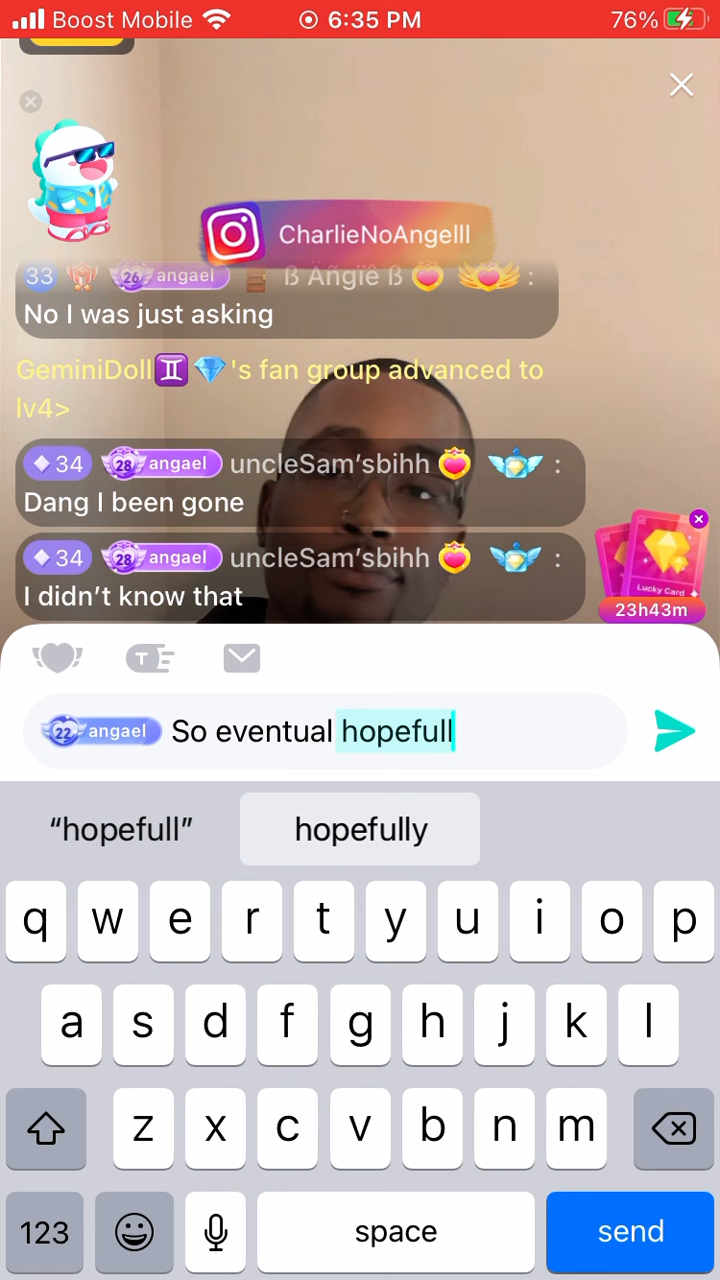 Boost Mobile 6:35 PM 76%
CharlieNoAngelll
33 26 angael ß Äñgïê ß :
No I was just asking
GeminiDoll♊💎's fan group advanced to
lv4>
34 28 angael uncleSam’sbihh :
Dang I been gone
34 28 angael uncleSam’sbihh :
I didn’t know that
Lucky Card
23h43m
T
22 angael So eventual hopefull
“hopefull” hopefully
q w e r t y u i o p
a s d f g h j k l
z x c v b n m
123 space send